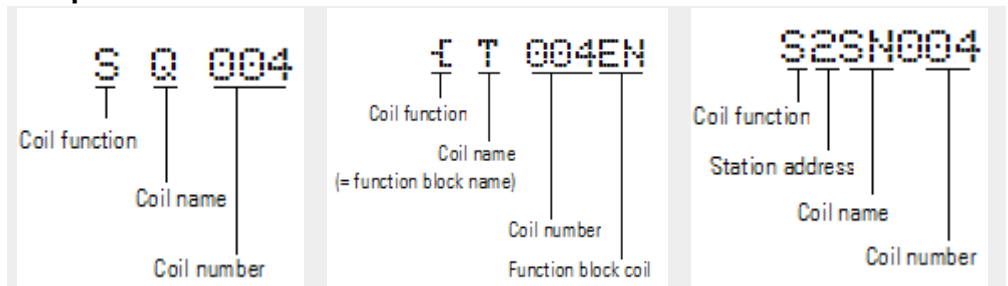 S Q 004
Coil function
Coil name
Coil number
£ T 004EN
Coil function
Coil name
(= function block name)
Coil number
Function block coil
S2SN004
Coil function
Station address
Coil name
Coil number